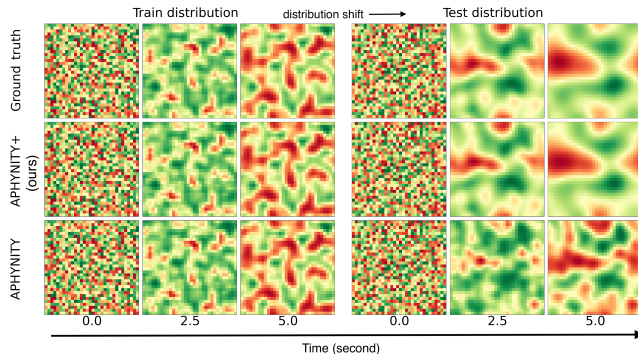 Train distribution
distribution shift
Test distribution
Ground truth
APHYNITY+
(ours)
APHYNITY
0.0 2.5 5.0 0.0 2.5 5.0
Time (second)